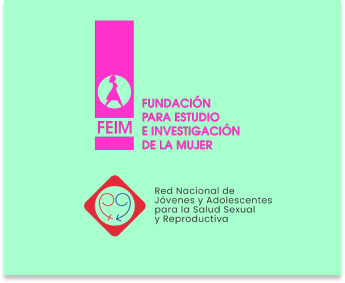 FEIM
FUNDACIÓN
PARA ESTUDIO
E INVESTIGACIÓN
DE LA MUJER
Red Nacional de
Jóvenes y Adolescentes
para la Salud Sexual
y Reproductiva